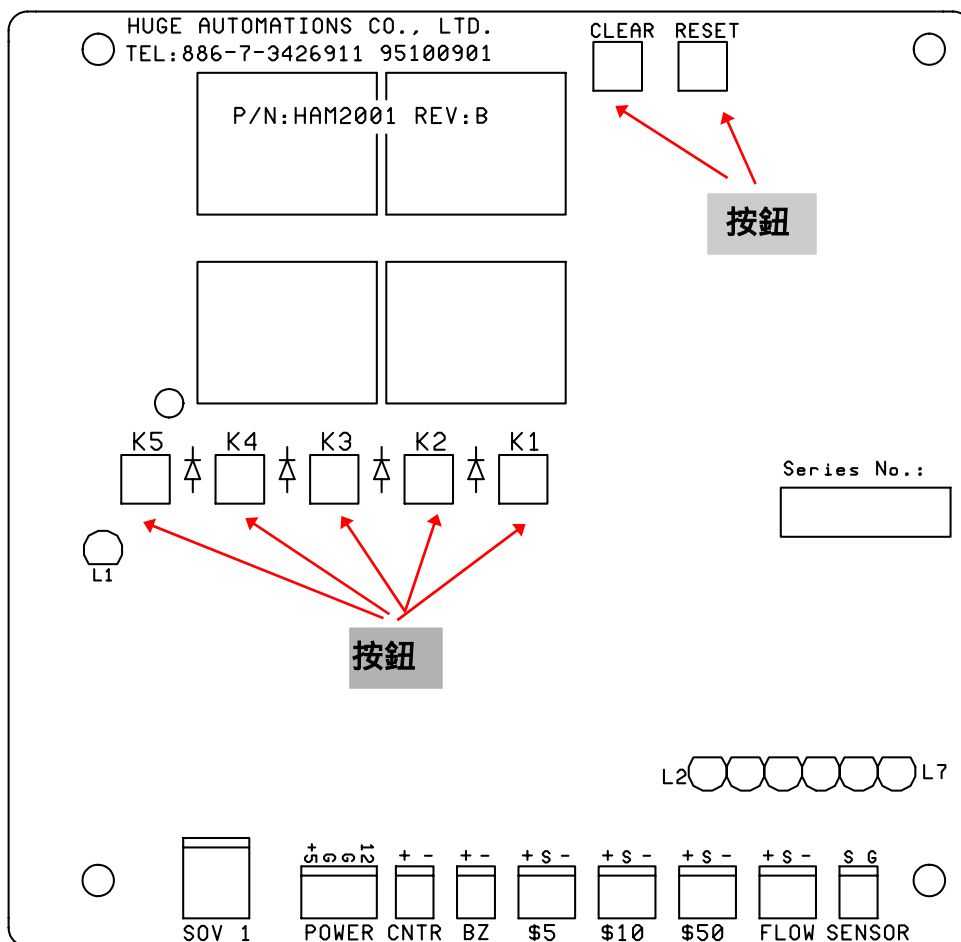 HUGE AUTOMATIONS CO., LTD.
TEL:886-7-3426911 95100901
CLEAR RESET
P/N:HAM2001 REV:B
按鈕
K5 K4 K3 K2 K1
Series No.:
L1
按鈕
L2 L7
+5 G G 12 + - + - + S - + S - + S - + S - S G
SOV 1 POWER CNTR BZ $5 $10 $50 FLOW SENSOR